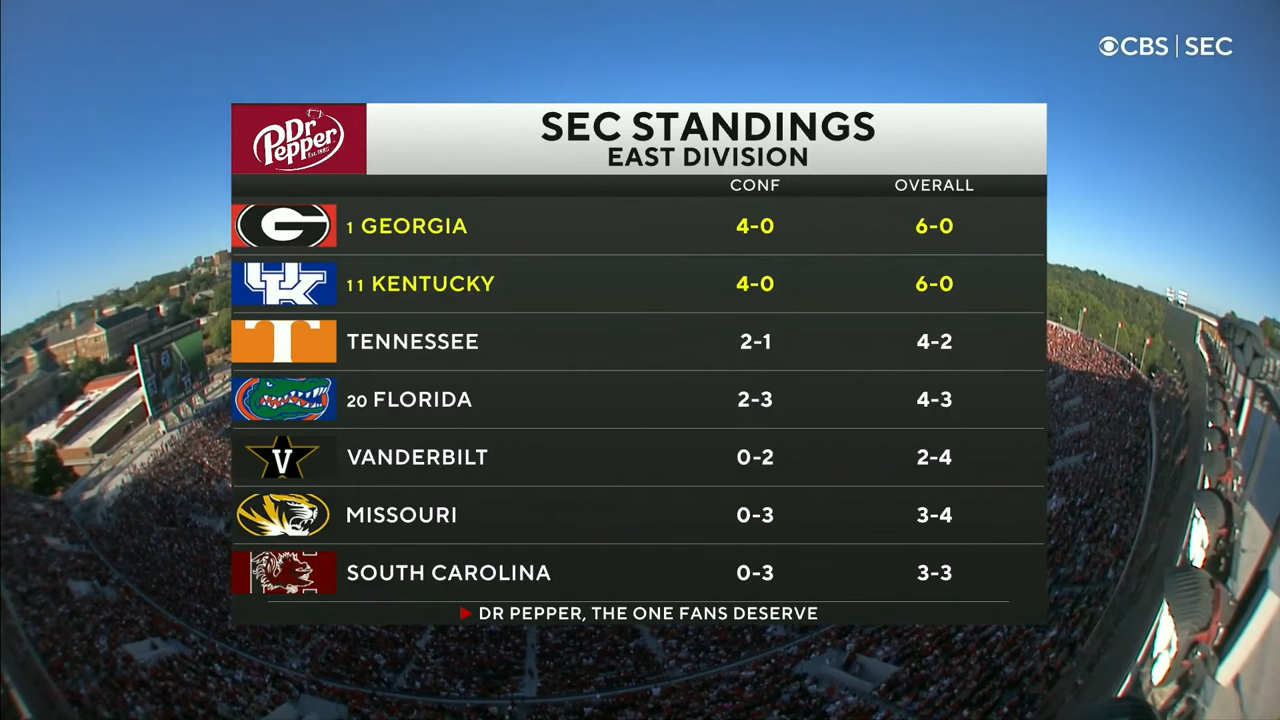 CBS | SEC
Dr Pepper
SEC STANDINGS
EAST DIVISION
CONF OVERALL
G 1 GEORGIA 4-0 6-0
UK 11 KENTUCKY 4-0 6-0
T TENNESSEE 2-1 4-2
20 FLORIDA 2-3 4-3
V VANDERBILT 0-2 2-4
MISSOURI 0-3 3-4
SOUTH CAROLINA 0-3 3-3
DR PEPPER, THE ONE FANS DESERVE